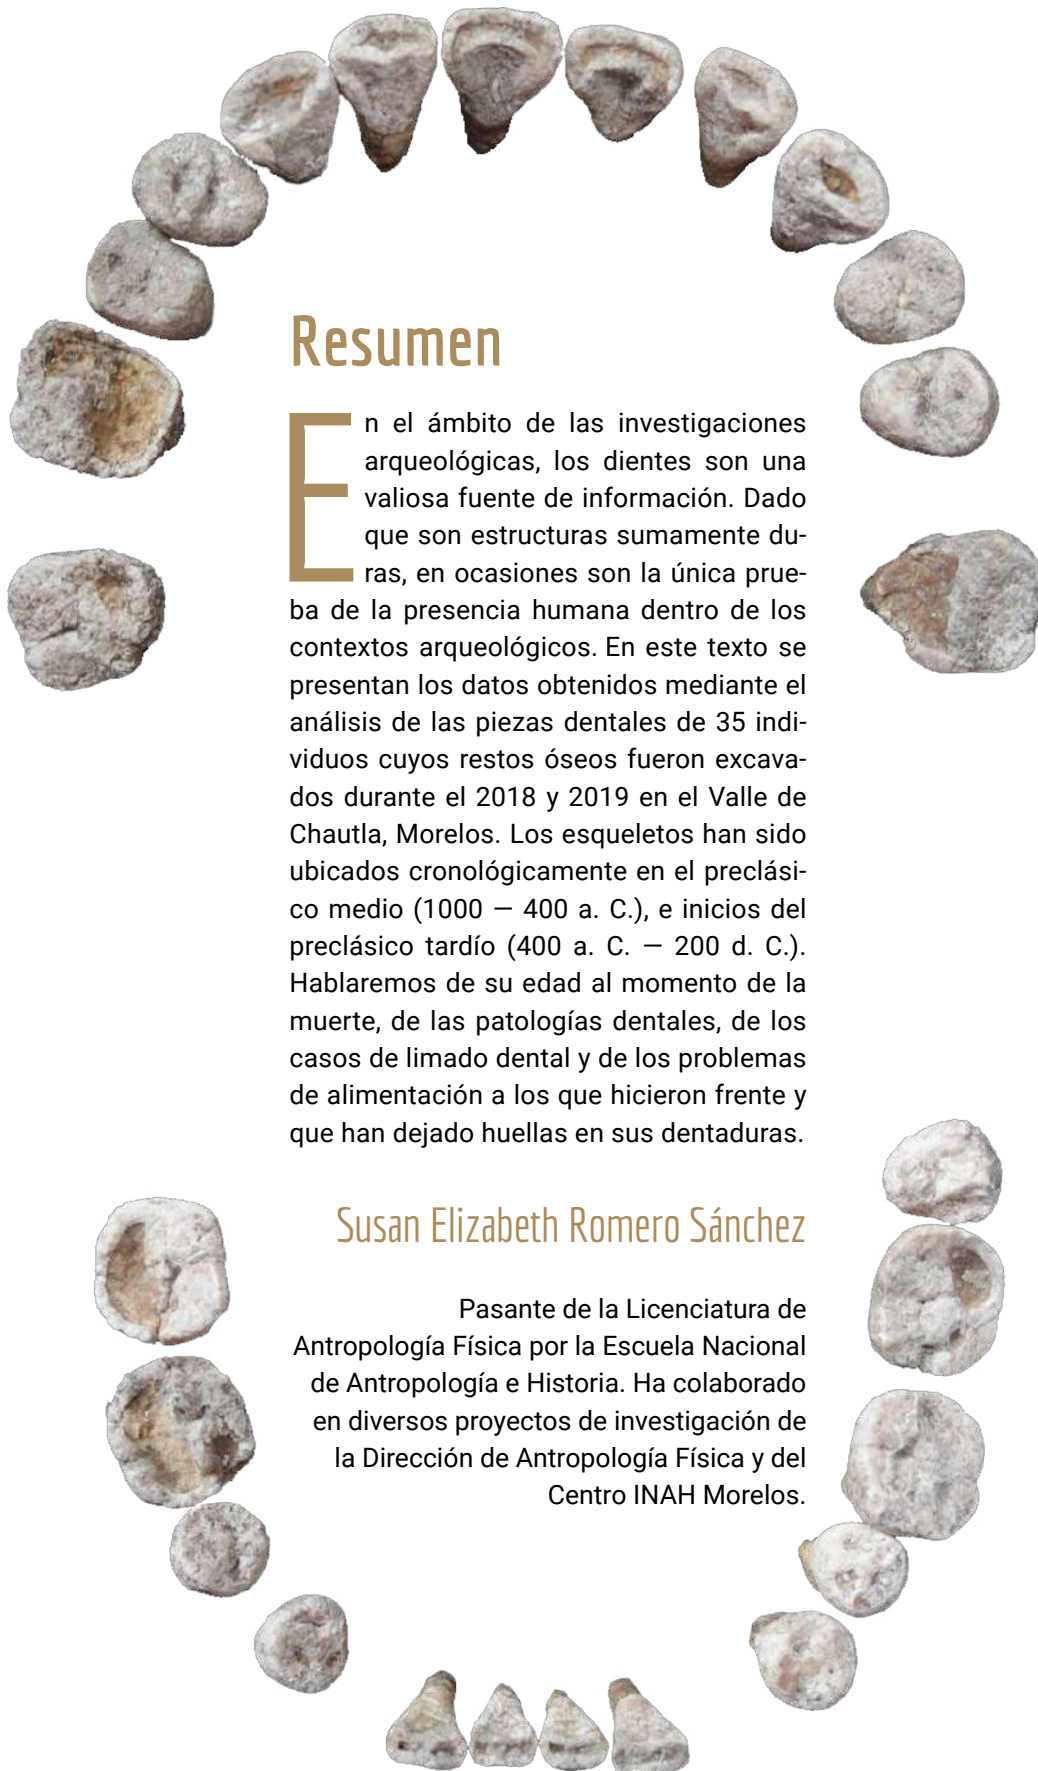 Resumen
En el ámbito de las investigaciones
arqueológicas, los dientes son una
valiosa fuente de información. Dado
que son estructuras sumamente du-
ras, en ocasiones son la única prue-
ba de la presencia humana dentro de los
contextos arqueológicos. En este texto se
presentan los datos obtenidos mediante el
análisis de las piezas dentales de 35 indi-
viduos cuyos restos óseos fueron excava-
dos durante el 2018 y 2019 en el Valle de
Chautla, Morelos. Los esqueletos han sido
ubicados cronológicamente en el preclási-
co medio (1000 — 400 a. C.), e inicios del
preclásico tardío (400 a. C. — 200 d. C.).
Hablaremos de su edad al momento de la
muerte, de las patologías dentales, de los
casos de limado dental y de los problemas
de alimentación a los que hicieron frente y
que han dejado huellas en sus dentaduras.
Susan Elizabeth Romero Sánchez
Pasante de la Licenciatura de
Antropología Física por la Escuela Nacional
de Antropología e Historia. Ha colaborado
en diversos proyectos de investigación de
la Dirección de Antropología Física y del
Centro INAH Morelos.